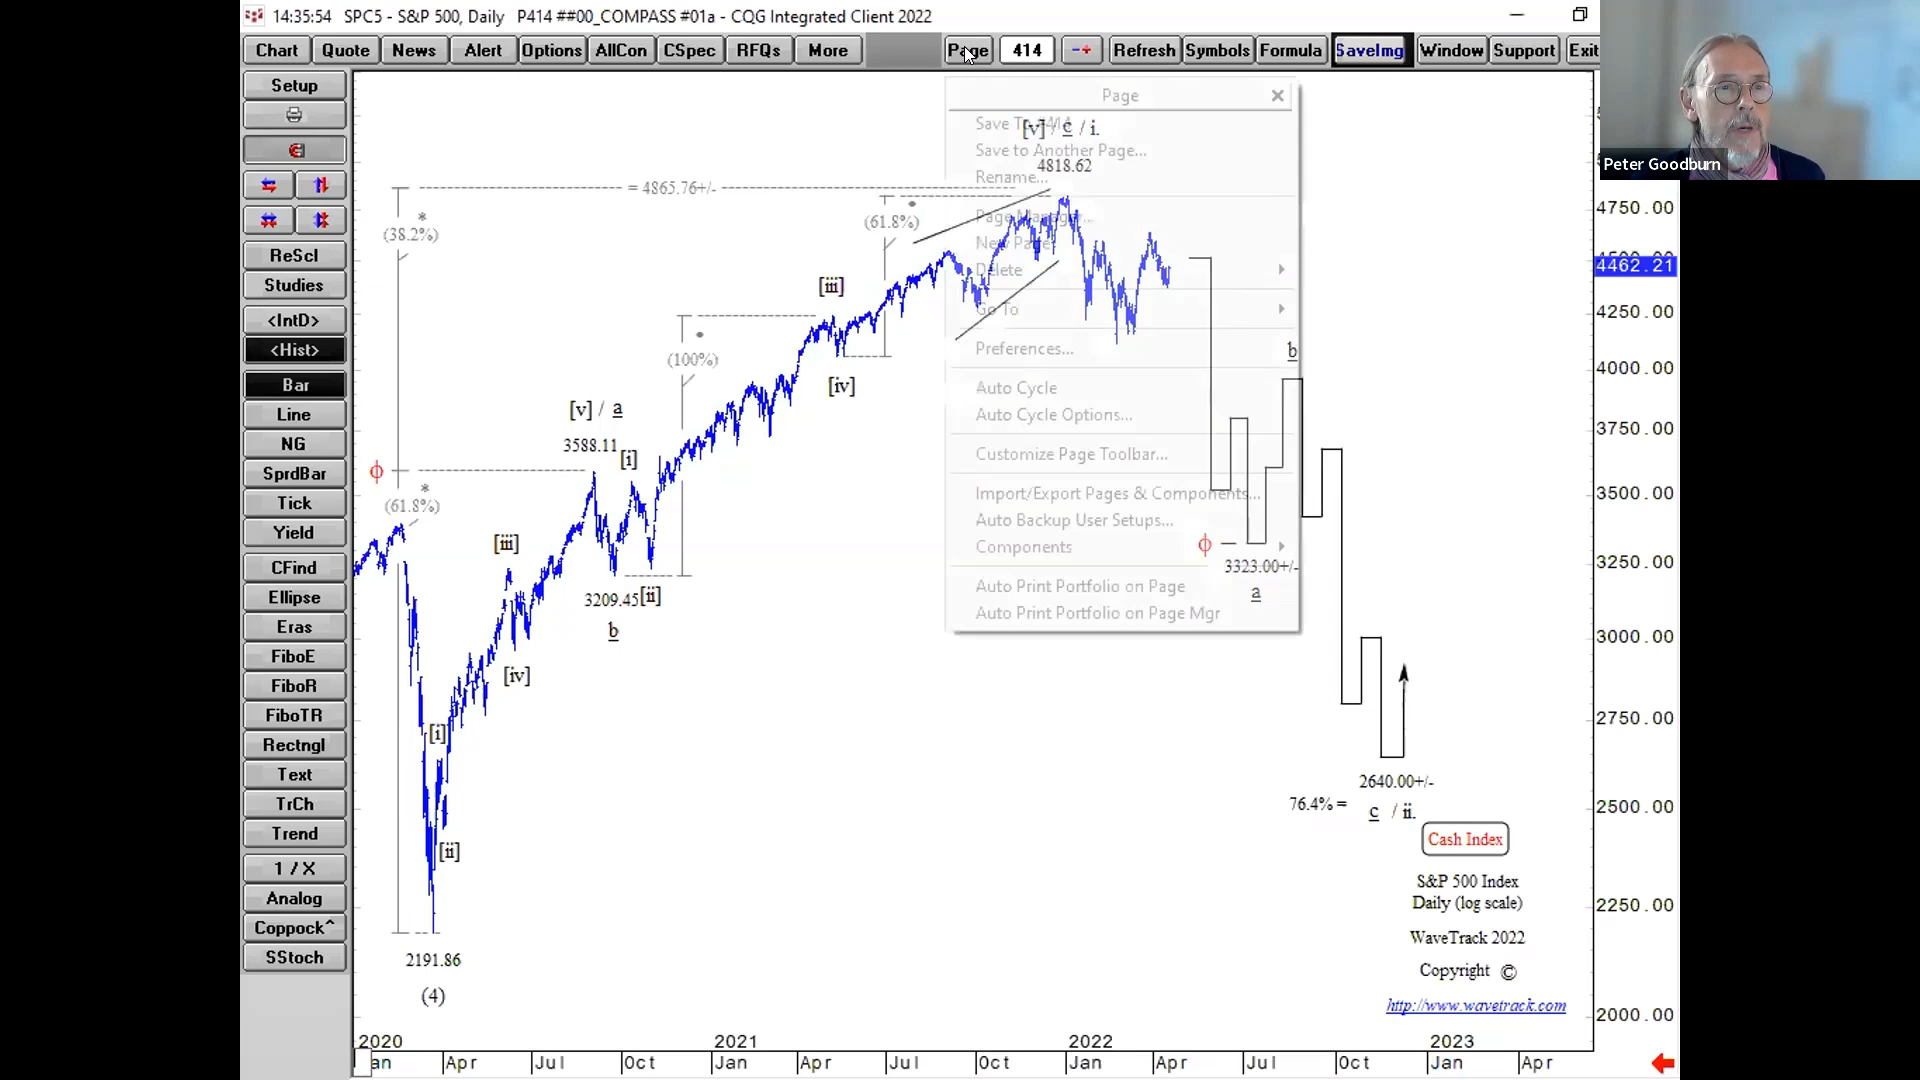 14:35:54 SPC5 - S&P 500, Daily P414 ##00_COMPASS #01a - CQG Integrated Client 2022
Chart Quote News Alert Options AllCon CSpec RFQs More Page 414 -+ Refresh Symbols Formula SaveImg Window Support Exit
Peter Goodburn
Setup
ReScl
Studies
<IntD>
<Hist>
Bar
Line
NG
SprdBar
Tick
Yield
CFind
Ellipse
Eras
FiboE
FiboR
FiboTR
Rectngl
Text
TrCh
Trend
1 / X
Analog
Coppock^
SStoch
Page
Save To 414
Save to Another Page...
Rename...
Page Manager...
New Page
Delete
Go To
Preferences...
Auto Cycle
Auto Cycle Options...
Customize Page Toolbar...
Import/Export Pages & Components...
Auto Backup User Setups...
Components
Auto Print Portfolio on Page
Auto Print Portfolio on Page Mgr
[v] / c / i.
4818.62
= 4865.76+/-
*
(38.2%)
(61.8%)
[iii]
(100%)
[iv]
[v] / a
3588.11
[i]
ϕ
*
(61.8%)
[iii]
3209.45
[ii]
b
[iv]
[i]
[ii]
2191.86
(4)
b
ϕ
3323.00+/-
a
2640.00+/-
76.4% =
c / ii.
Cash Index
S&P 500 Index
Daily (log scale)
WaveTrack 2022
Copyright ©
http://www.wavetrack.com
4750.00
4462.21
4250.00
4000.00
3750.00
3500.00
3250.00
3000.00
2750.00
2500.00
2250.00
2000.00
2020 2021 2022 2023
Apr Jul Oct Jan Apr Jul Oct Jan Apr Jul Oct Jan Apr